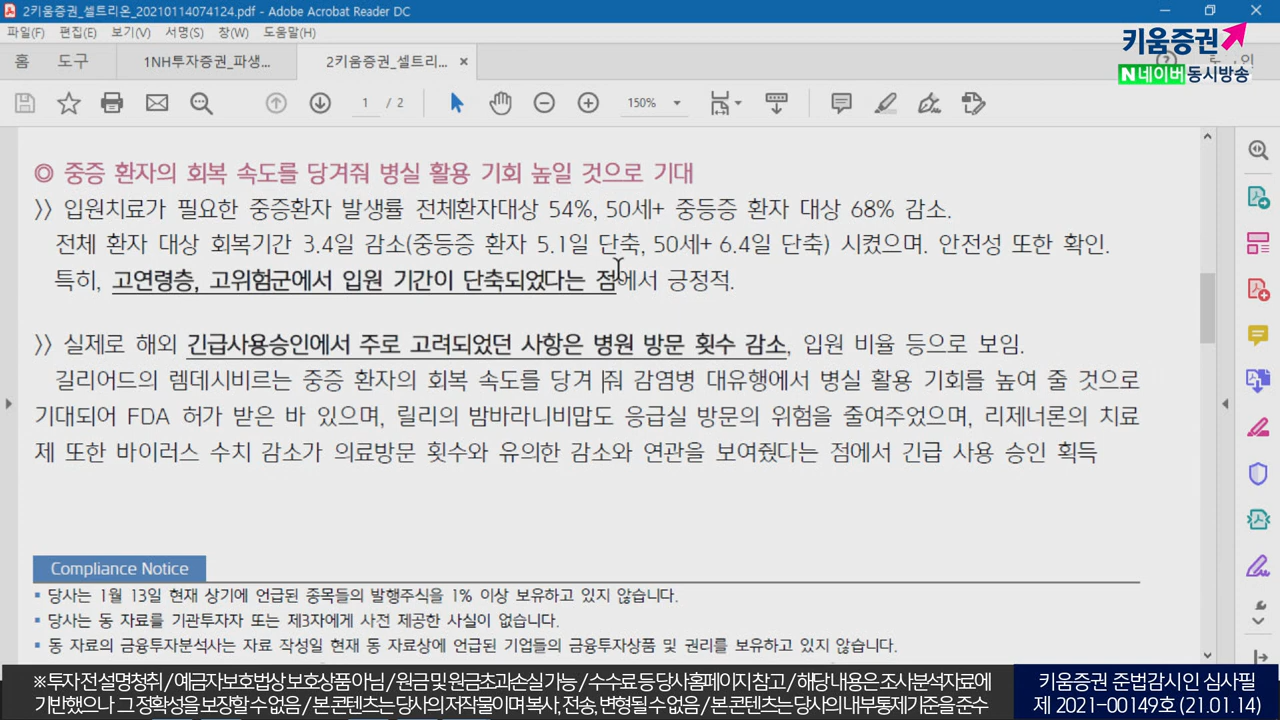 2키움증권_셀트리온_20210114074124.pdf - Adobe Acrobat Reader DC
파일(F) 편집(E) 보기(V) 서명(S) 창(W) 도움말(H)
키움증권
N네이버 동시방송
홈 도구 1NH투자증권_파생... 2키움증권_셀트리... ×
1 / 2 150%
◎ 중증 환자의 회복 속도를 당겨줘 병실 활용 기회 높일 것으로 기대
>> 입원치료가 필요한 중증환자 발생률 전체환자대상 54%, 50세+ 중등증 환자 대상 68% 감소.
전체 환자 대상 회복기간 3.4일 감소(중등증 환자 5.1일 단축, 50세+ 6.4일 단축) 시켰으며. 안전성 또한 확인.
특히, 고연령층, 고위험군에서 입원 기간이 단축되었다는 점에서 긍정적.
>> 실제로 해외 긴급사용승인에서 주로 고려되었던 사항은 병원 방문 횟수 감소, 입원 비율 등으로 보임.
길리어드의 렘데시비르는 중증 환자의 회복 속도를 당겨 줘 감염병 대유행에서 병실 활용 기회를 높여 줄 것으로
기대되어 FDA 허가 받은 바 있으며, 릴리의 밤바라니비맙도 응급실 방문의 위험을 줄여주었으며, 리제너론의 치료
제 또한 바이러스 수치 감소가 의료방문 횟수와 유의한 감소와 연관을 보여줬다는 점에서 긴급 사용 승인 획득
Compliance Notice
▪ 당사는 1월 13일 현재 상기에 언급된 종목들의 발행주식을 1% 이상 보유하고 있지 않습니다.
▪ 당사는 동 자료를 기관투자자 또는 제3자에게 사전 제공한 사실이 없습니다.
▪ 동 자료의 금융투자분석사는 자료 작성일 현재 동 자료상에 언급된 기업들의 금융투자상품 및 권리를 보유하고 있지 않습니다.
※ 투자 전 설명청취 / 예금자보호법상 보호상품 아님 / 원금 및 원금초과손실 가능 / 수수료 등 당사홈페이지 참고 / 해당 내용은 조사분석자료에
기반했으나 그 정확성을 보장할 수 없음 / 본 콘텐츠는 당사의 저작물이며 복사, 전송, 변형될 수 없음 / 본 콘텐츠는 당사의 내부통제기준을 준수
키움증권 준법감시인 심사필
제 2021-00149호 (21.01.14)